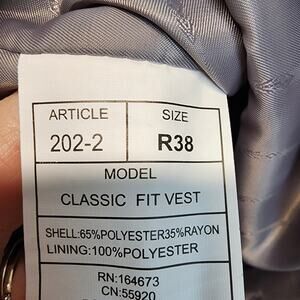 ARTICLE SIZE
202-2 R38
MODEL
CLASSIC FIT VEST
SHELL:65%POLYESTER35%RAYON
LINING:100%POLYESTER
RN:164673
CN:55920